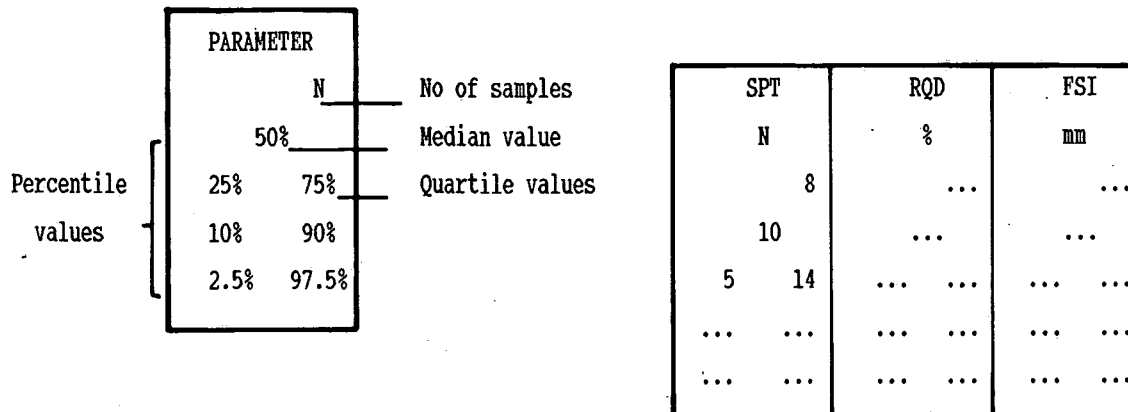 PARAMETER
N No of samples
50% Median value
Percentile values
25% 75% Quartile values
10% 90%
2.5% 97.5%
SPT RQD FSI
N % mm
8 ... ...
10 ... ...
5 14 ... ... ... ...
... ... ... ... ... ...
... ... ... ... ... ...